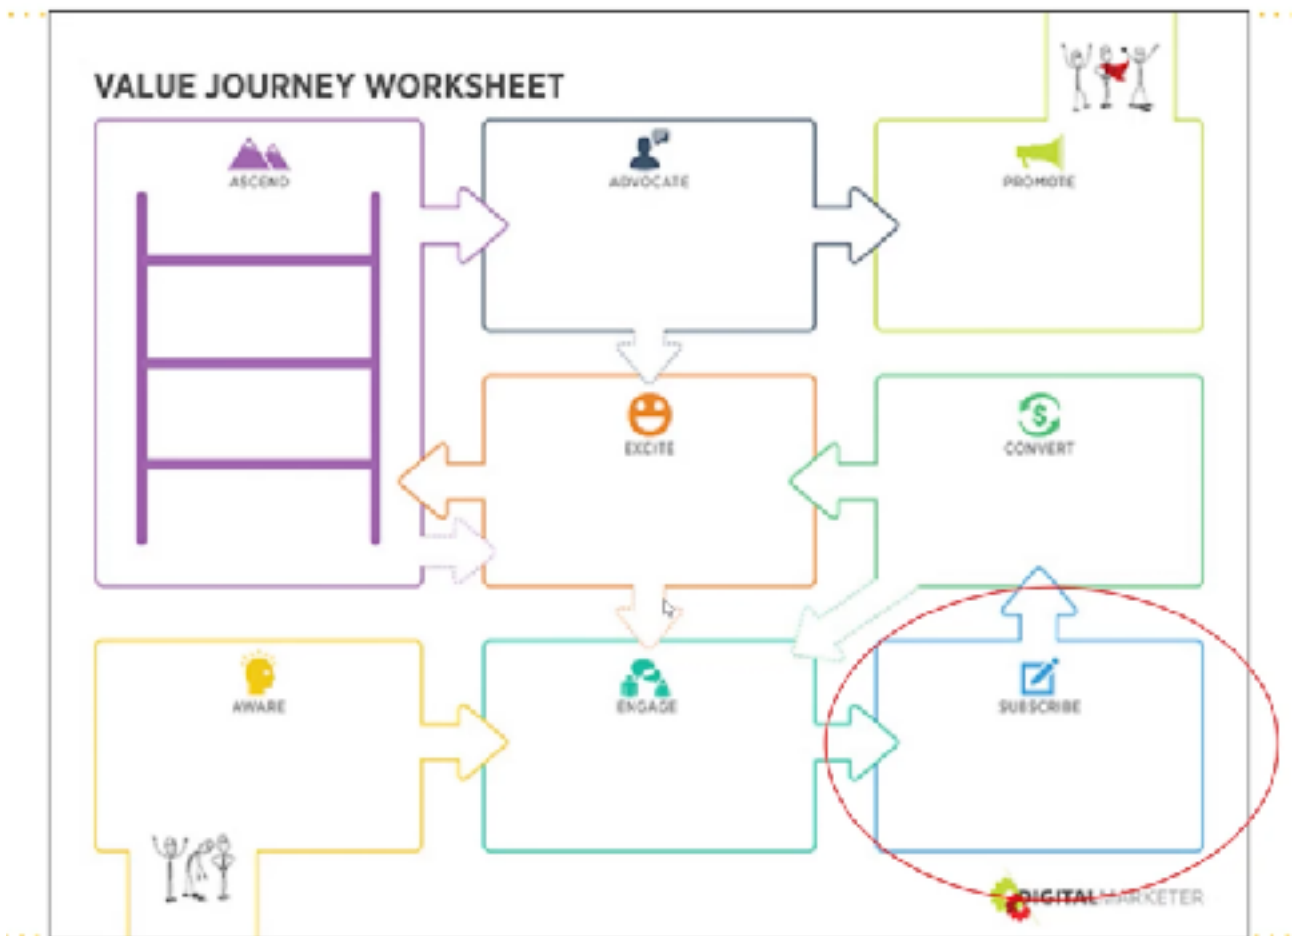 VALUE JOURNEY WORKSHEET
ASCEND
ADVOCATE
PROMOTE
EXCITE
CONVERT
AWARE
ENGAGE
SUBSCRIBE
DIGITALMARKETER